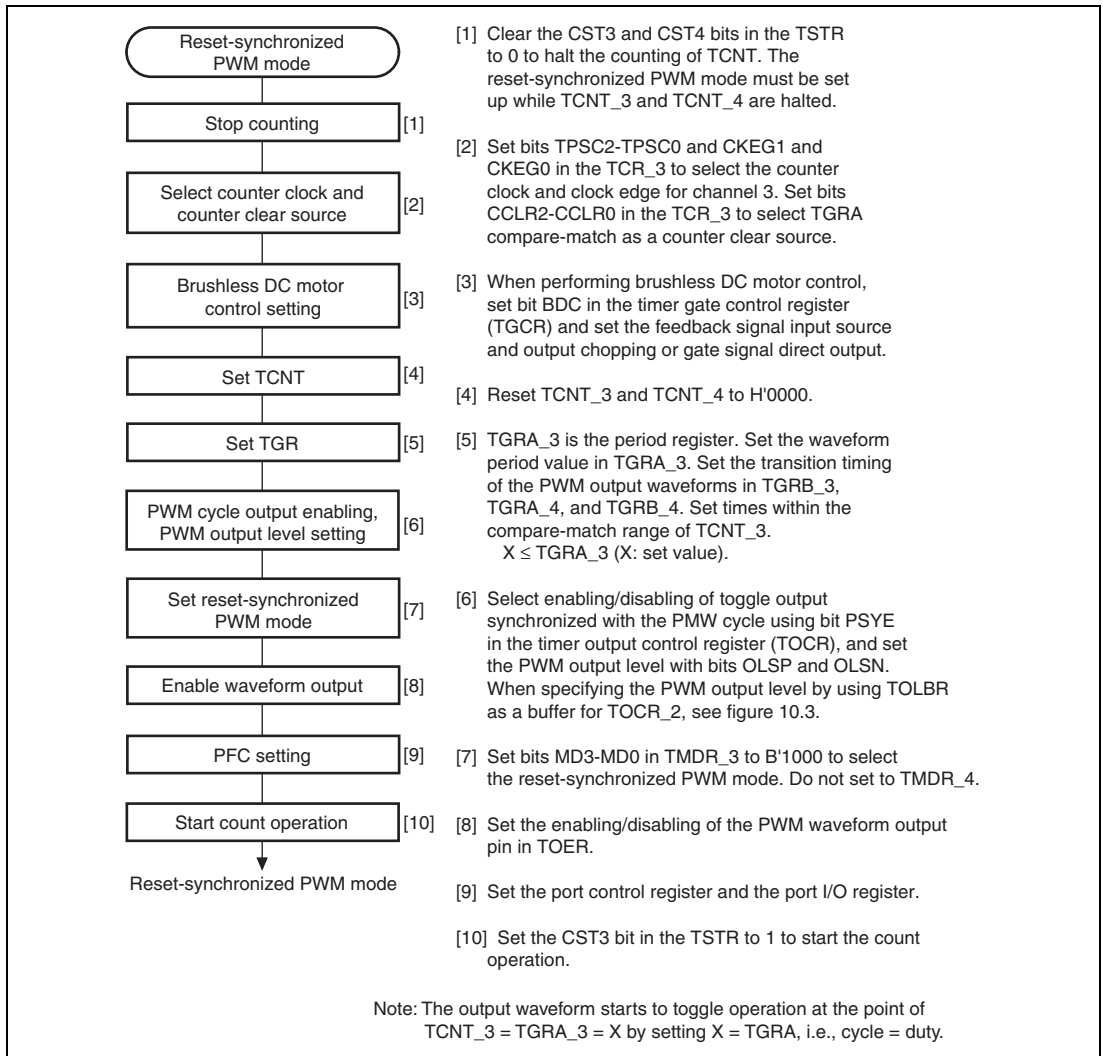 Reset-synchronized
PWM mode
Stop counting
[1]
Select counter clock and
counter clear source
[2]
Brushless DC motor
control setting
[3]
Set TCNT
[4]
Set TGR
[5]
PWM cycle output enabling,
PWM output level setting
[6]
Set reset-synchronized
PWM mode
[7]
Enable waveform output
[8]
PFC setting
[9]
Start count operation
[10]
Reset-synchronized PWM mode
[1] Clear the CST3 and CST4 bits in the TSTR
to 0 to halt the counting of TCNT. The
reset-synchronized PWM mode must be set
up while TCNT_3 and TCNT_4 are halted.
[2] Set bits TPSC2-TPSC0 and CKEG1 and
CKEG0 in the TCR_3 to select the counter
clock and clock edge for channel 3. Set bits
CCLR2-CCLR0 in the TCR_3 to select TGRA
compare-match as a counter clear source.
[3] When performing brushless DC motor control,
set bit BDC in the timer gate control register
(TGCR) and set the feedback signal input source
and output chopping or gate signal direct output.
[4] Reset TCNT_3 and TCNT_4 to H'0000.
[5] TGRA_3 is the period register. Set the waveform
period value in TGRA_3. Set the transition timing
of the PWM output waveforms in TGRB_3,
TGRA_4, and TGRB_4. Set times within the
compare-match range of TCNT_3.
X ≤ TGRA_3 (X: set value).
[6] Select enabling/disabling of toggle output
synchronized with the PMW cycle using bit PSYE
in the timer output control register (TOCR), and set
the PWM output level with bits OLSP and OLSN.
When specifying the PWM output level by using TOLBR
as a buffer for TOCR_2, see figure 10.3.
[7] Set bits MD3-MD0 in TMDR_3 to B'1000 to select
the reset-synchronized PWM mode. Do not set to TMDR_4.
[8] Set the enabling/disabling of the PWM waveform output
pin in TOER.
[9] Set the port control register and the port I/O register.
[10] Set the CST3 bit in the TSTR to 1 to start the count
operation.
Note: The output waveform starts to toggle operation at the point of
TCNT_3 = TGRA_3 = X by setting X = TGRA, i.e., cycle = duty.